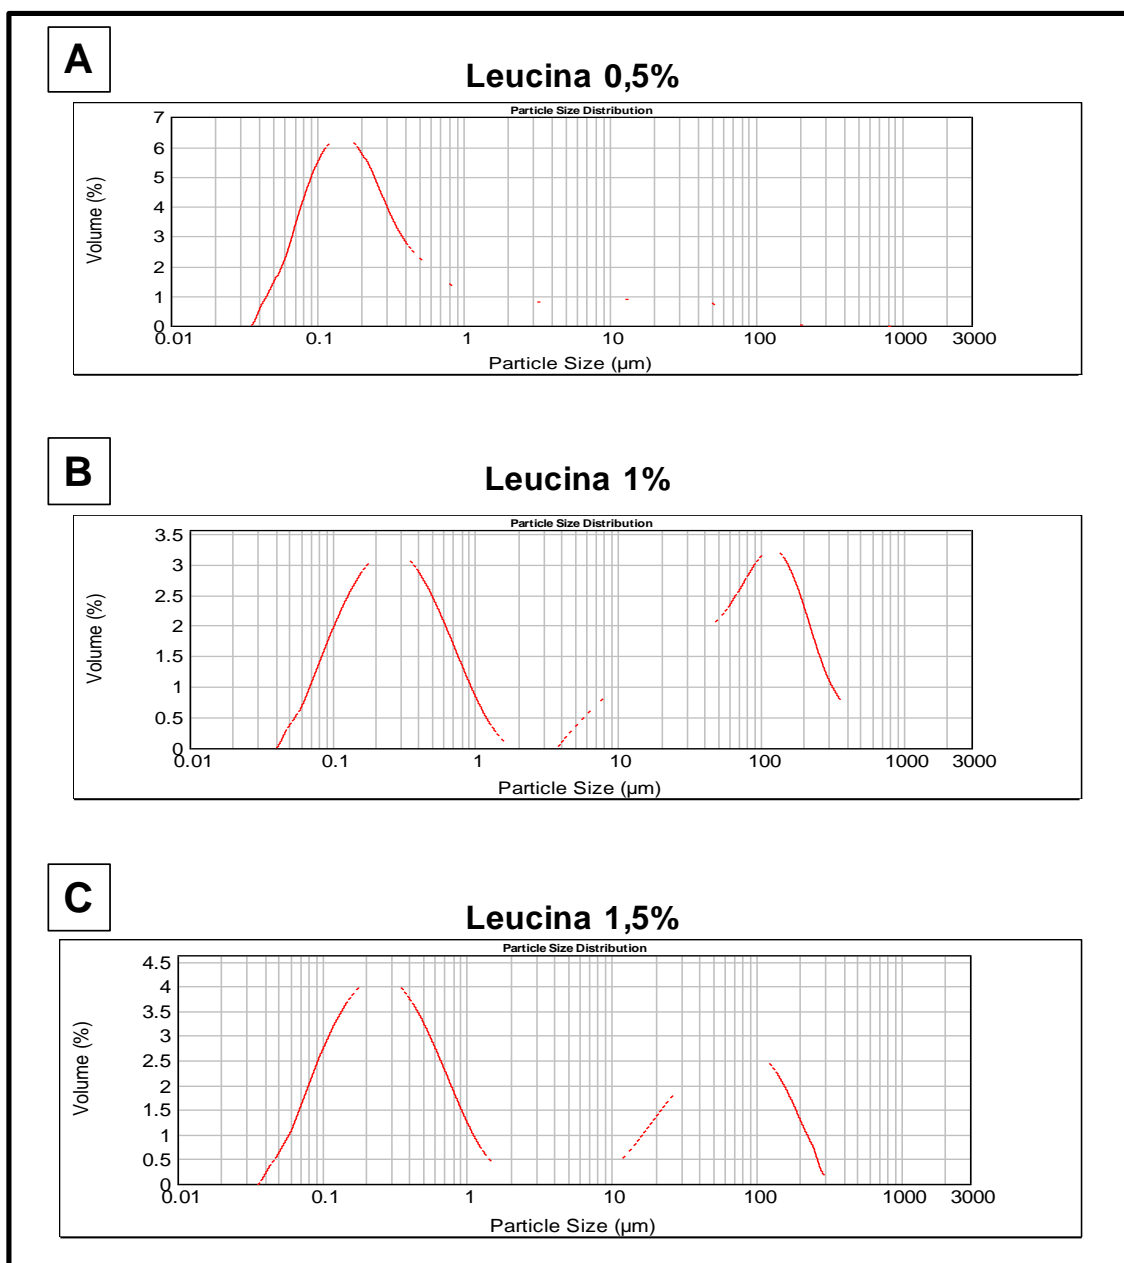 A
Leucina 0,5%
Particle Size Distribution
7
6
5
4
3
2
1
0
Volume (%)
0.01 0.1 1 10 100 1000 3000
Particle Size (µm)
B
Leucina 1%
Particle Size Distribution
3.5
3
2.5
2
1.5
1
0.5
0
Volume (%)
0.01 0.1 1 10 100 1000 3000
Particle Size (µm)
C
Leucina 1,5%
Particle Size Distribution
4.5
4
3.5
3
2.5
2
1.5
1
0.5
0
Volume (%)
0.01 0.1 1 10 100 1000 3000
Particle Size (µm)